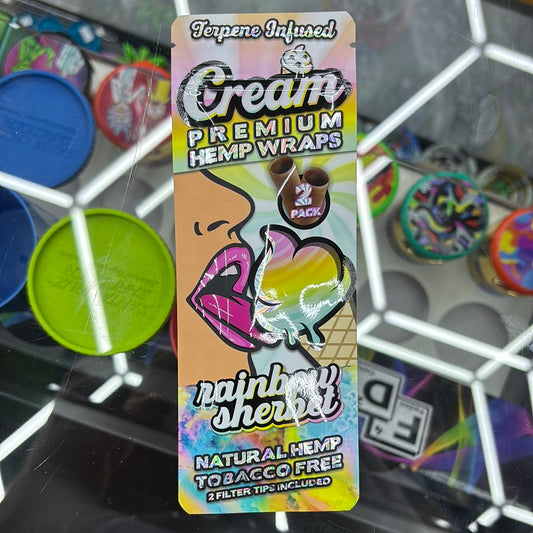 Terpene Infused
Cream
PREMIUM
HEMP WRAPS
2
PACK
rainbow
sherbet
NATURAL HEMP
TOBACCO FREE
2 FILTER TIPS INCLUDED